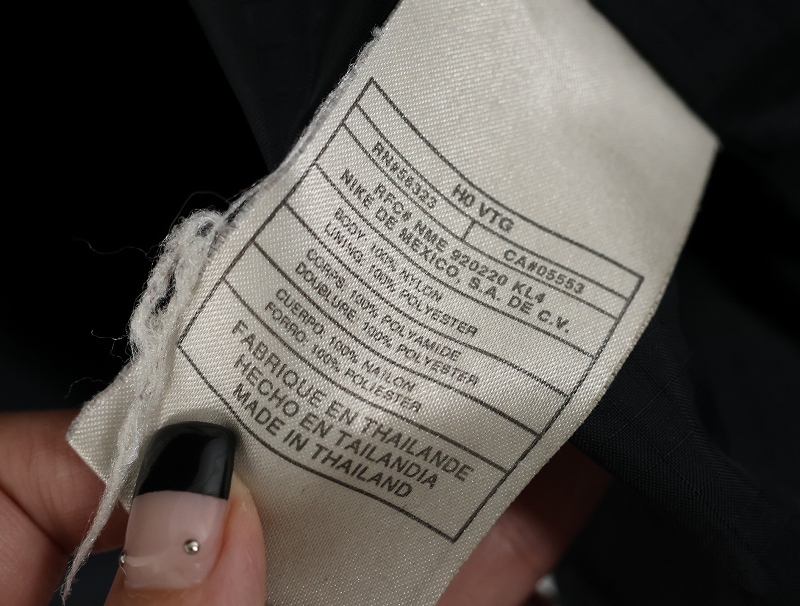 H0 VTG
RN#56323 CA#05553
RFC# NME 920220 KL4
NIKE DE MEXICO, S.A. DE C.V.
BODY: 100% NYLON
LINING: 100% POLYESTER
CORPS: 100% POLYAMIDE
DOUBLURE: 100% POLYESTER
CUERPO: 100% NAILON
FORRO: 100% POLIÉSTER
FABRIQUE EN THAILANDE
HECHO EN TAILANDIA
MADE IN THAILAND